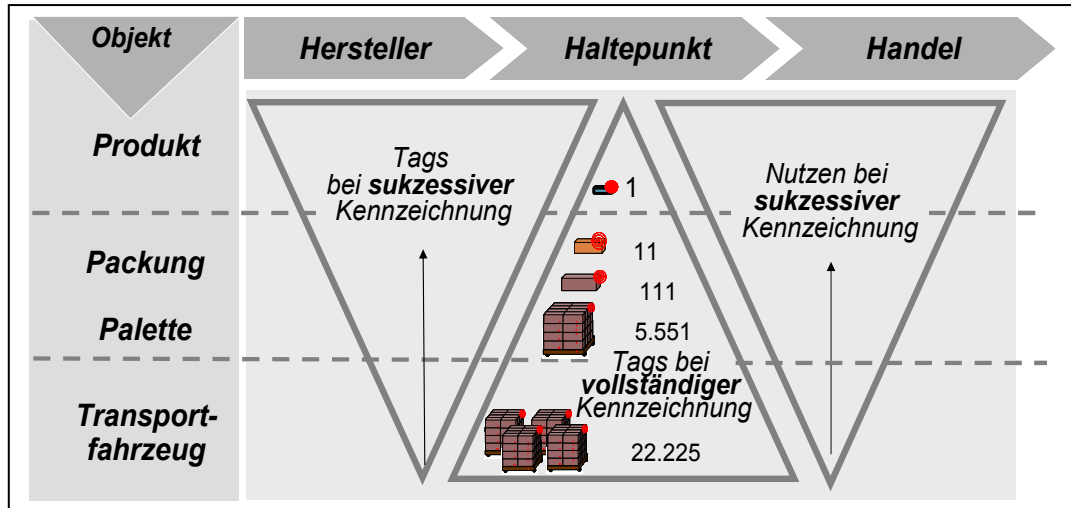 Objekt
Hersteller
Haltepunkt
Handel
Produkt
Packung
Palette
Transport-
fahrzeug
Tags
bei sukzessiver
Kennzeichnung
1
11
111
5.551
Tags bei
vollständiger
Kennzeichnung
22.225
Nutzen bei
sukzessiver
Kennzeichnung